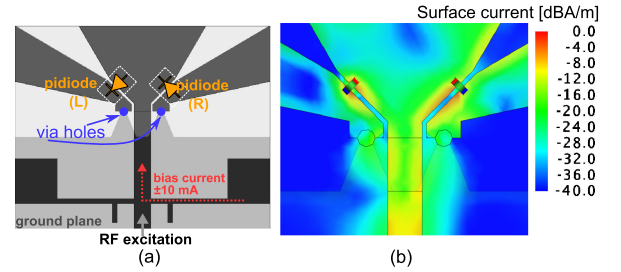 Surface current [dBA/m]
pidiode
(L)
pidiode
(R)
via holes
bias current
±10 mA
ground plane
RF excitation
(a)
(b)
0.0
-4.0
-8.0
-12.0
-16.0
-20.0
-24.0
-28.0
-32.0
-36.0
-40.0